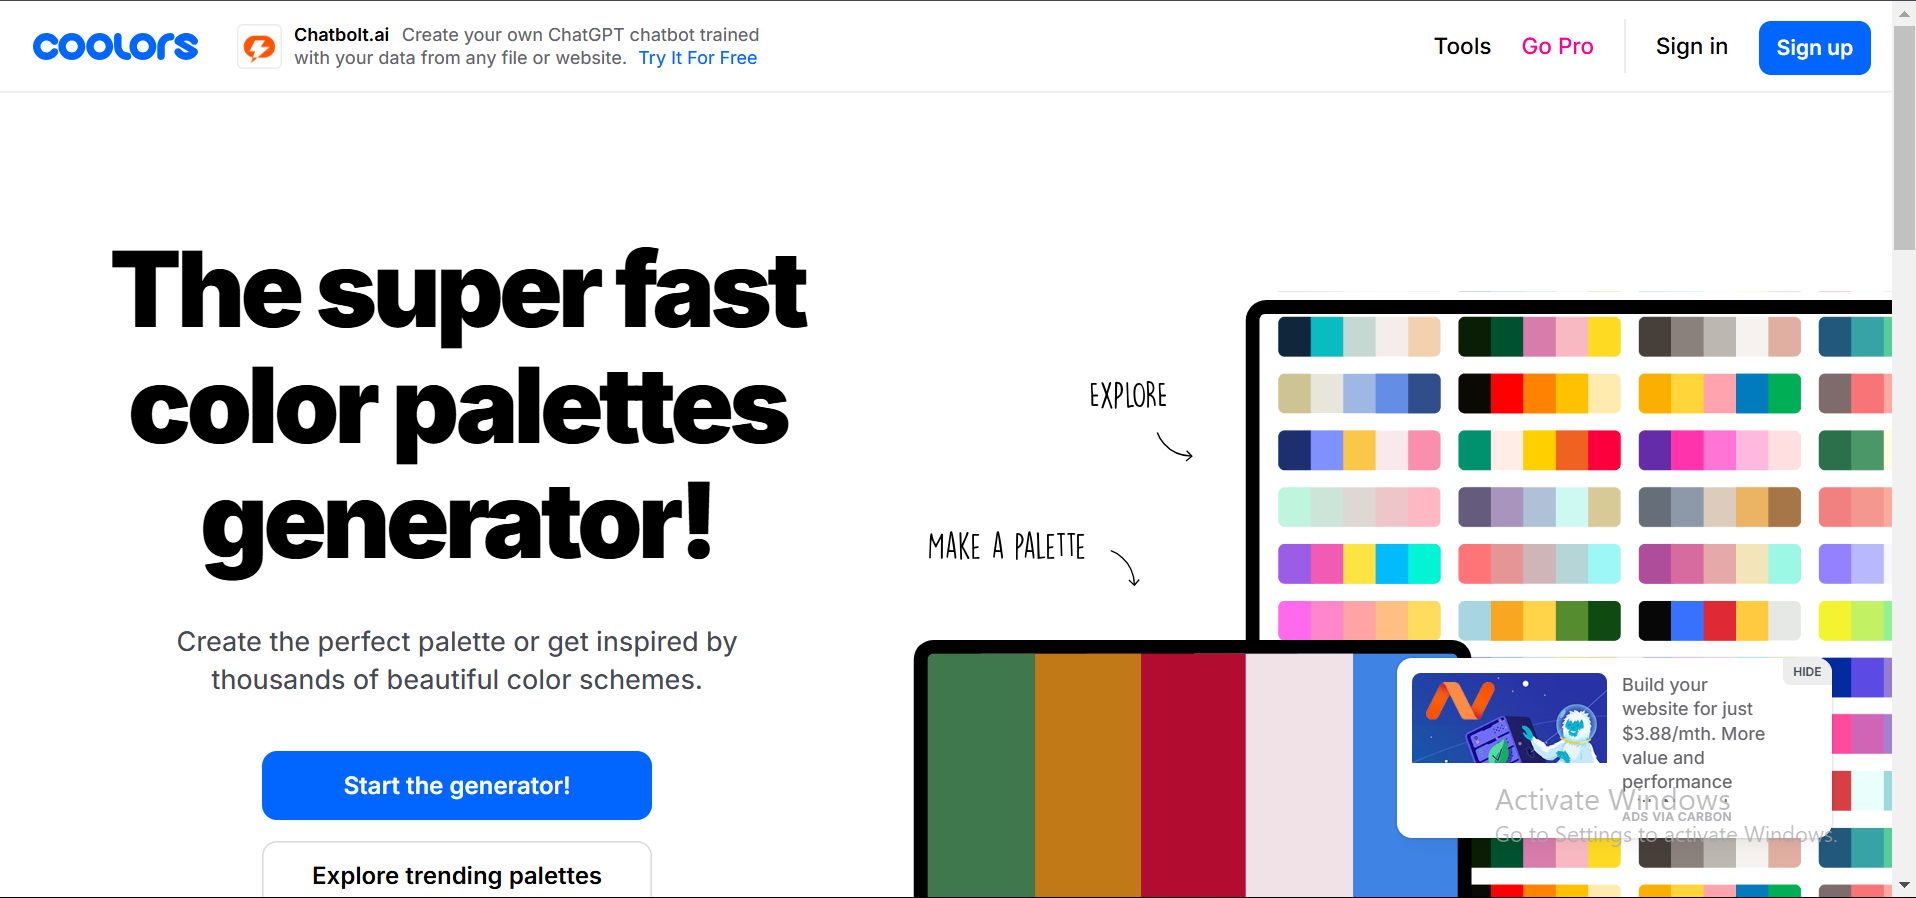 coolors
Chatbolt.ai Create your own ChatGPT chatbot trained
with your data from any file or website. Try It For Free
Tools
Go Pro
Sign in
Sign up
The super fast
color palettes
generator!
Create the perfect palette or get inspired by
thousands of beautiful color schemes.
Start the generator!
Explore trending palettes
EXPLORE
MAKE A PALETTE
HIDE
Build your
website for just
$3.88/mth. More
value and
performance
ADS VIA CARBON
Activate Windows
Go to Settings to activate Windows.